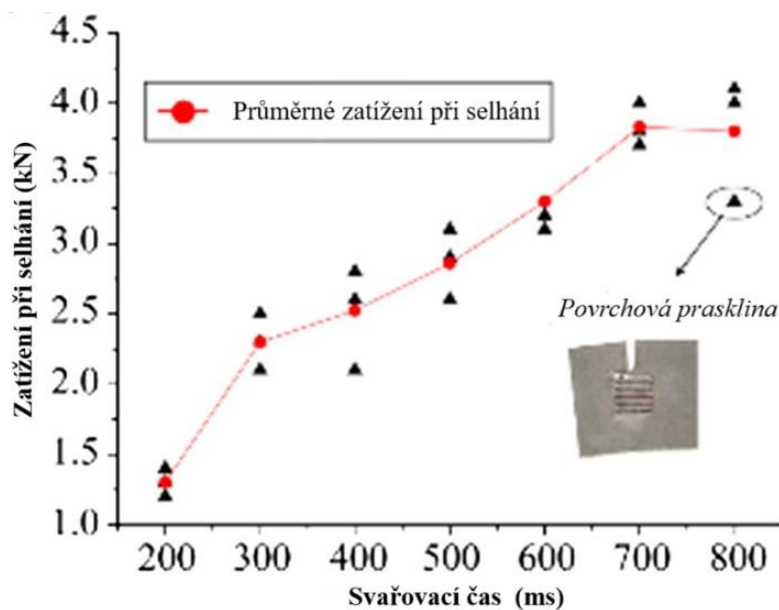 4.5
4.0
3.5
3.0
2.5
2.0
1.5
1.0
Zatížení při selhání (kN)
Průměrné zatížení při selhání
Povrchová prasklina
200 300 400 500 600 700 800
Svařovací čas (ms)